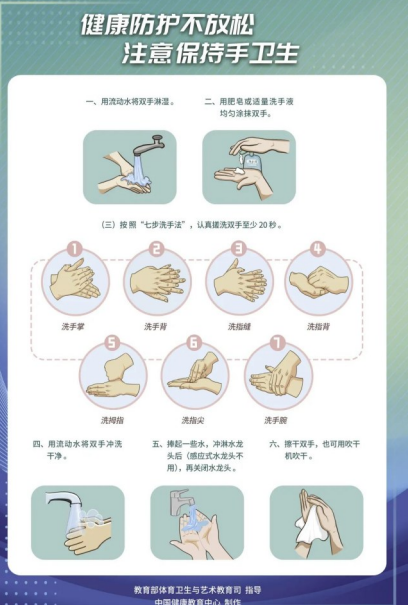 健康防护不放松
注意保持手卫生
一、用流动水将双手淋湿。
二、用肥皂或适量洗手液
均匀涂抹双手。
（三）按照“七步洗手法”，认真搓洗双手至少20秒。
1
2
3
4
洗手掌
洗手背
洗指缝
洗指背
5
6
7
洗拇指
洗指尖
洗手腕
四、用流动水将双手冲洗
干净。
五、捧起一些水，冲淋水龙
头后（感应式水龙头不
用），再关闭水龙头。
六、擦干双手，也可用吹干
机吹干。
教育部体育卫生与艺术教育司 指导
中国健康教育中心 制作